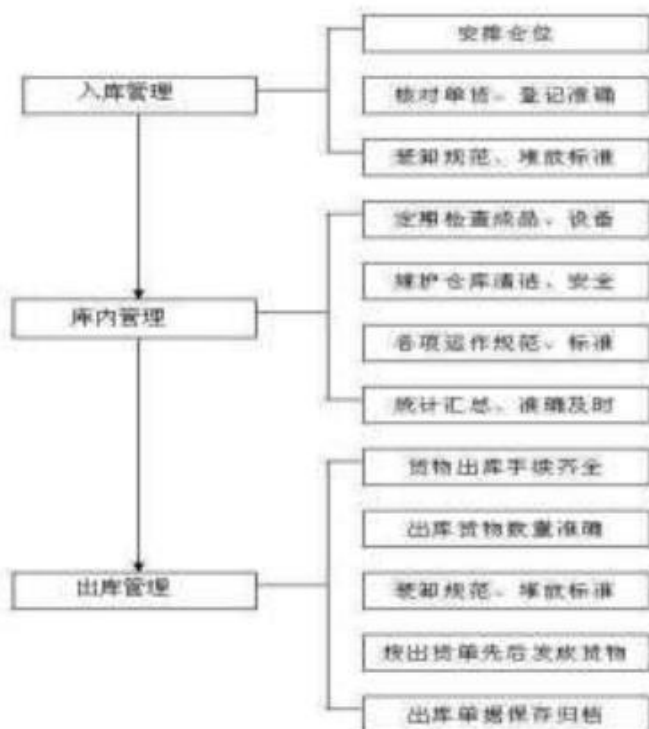 安排仓位
入库管理
核对单货、登记准确
装卸规范、堆放标准
定期检查成品、设备
维护仓库清洁、安全
库内管理
各项运作规范、标准
统计汇总、准确及时
货物出库手续齐全
出库货物数量准确
出库管理
装卸规范、堆放标准
按出货单先后发放货物
出库单据保存归档